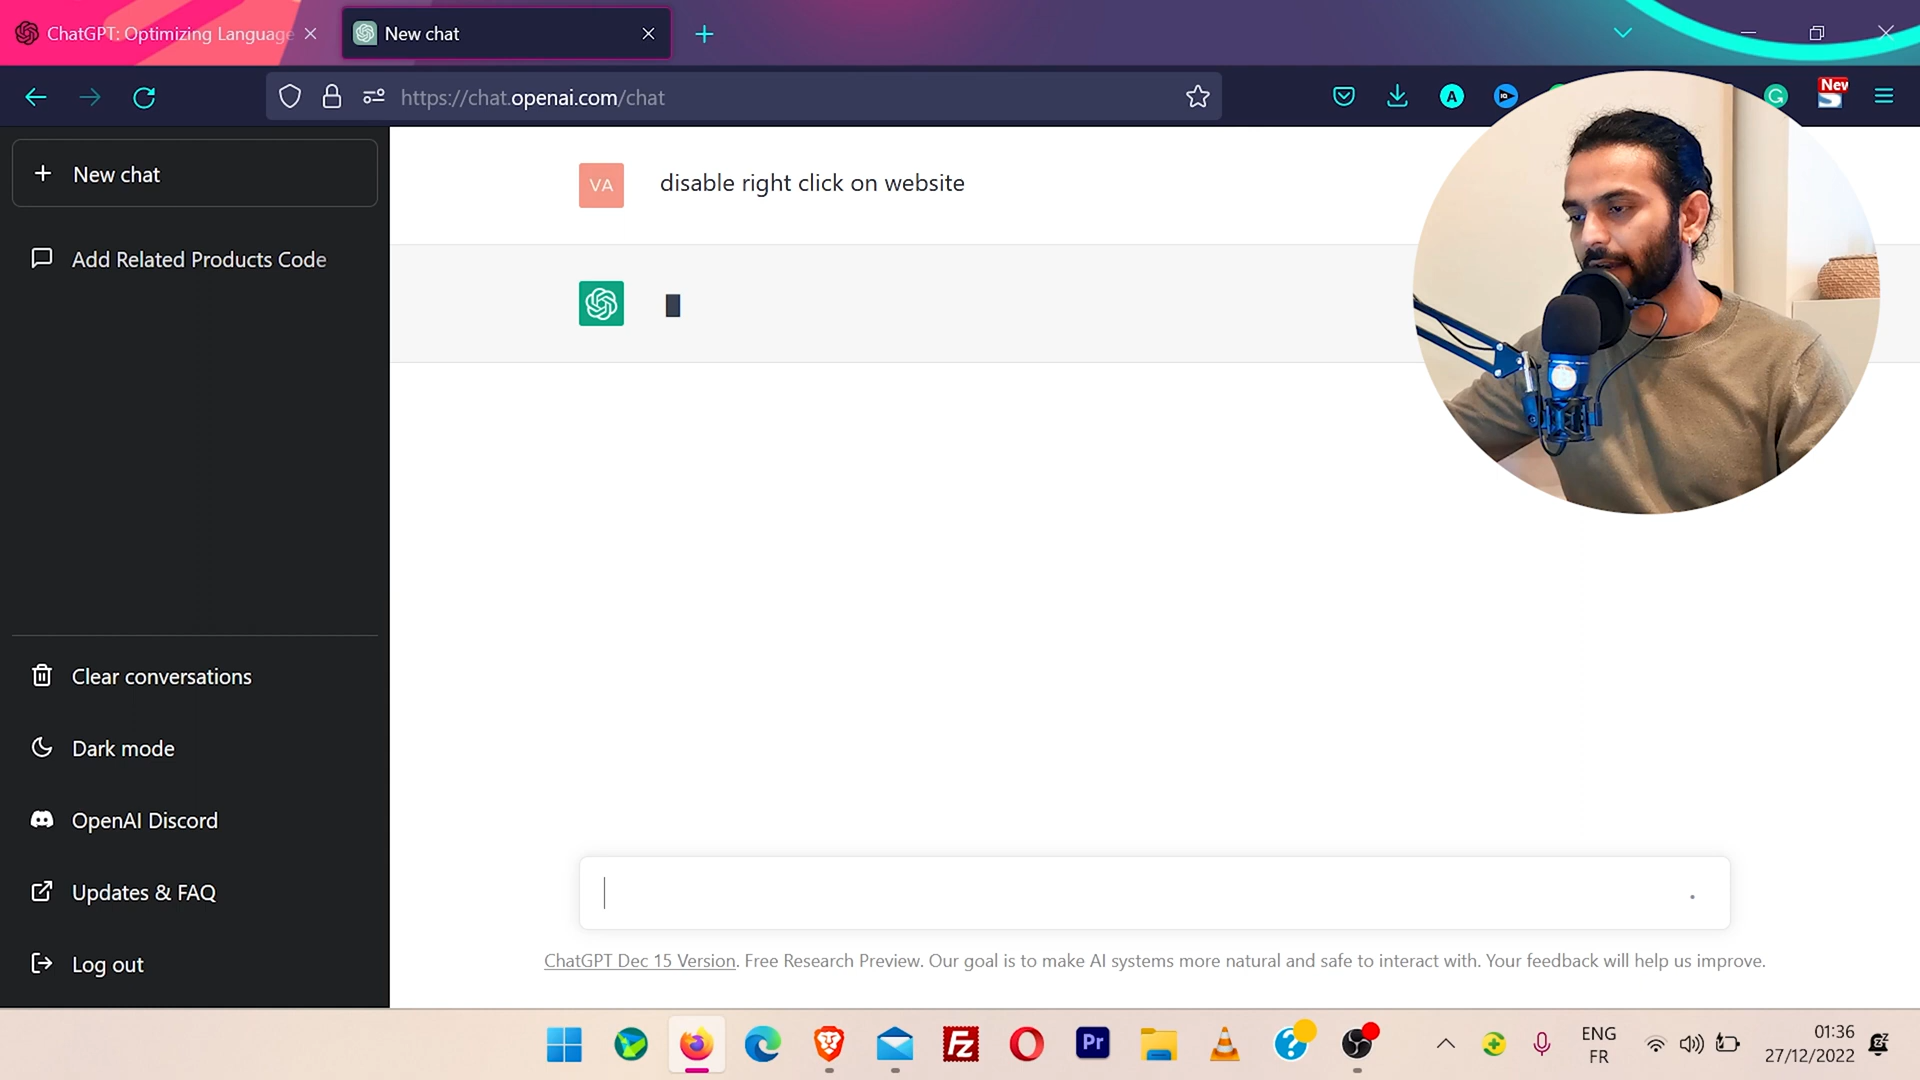 ChatGPT: Optimizing Language
New chat
https://chat.openai.com/chat
New
New chat
Add Related Products Code
VA
disable right click on website
Clear conversations
Dark mode
OpenAI Discord
Updates & FAQ
Log out
ChatGPT Dec 15 Version. Free Research Preview. Our goal is to make AI systems more natural and safe to interact with. Your feedback will help us improve.
Pr
ENG
FR
01:36
27/12/2022